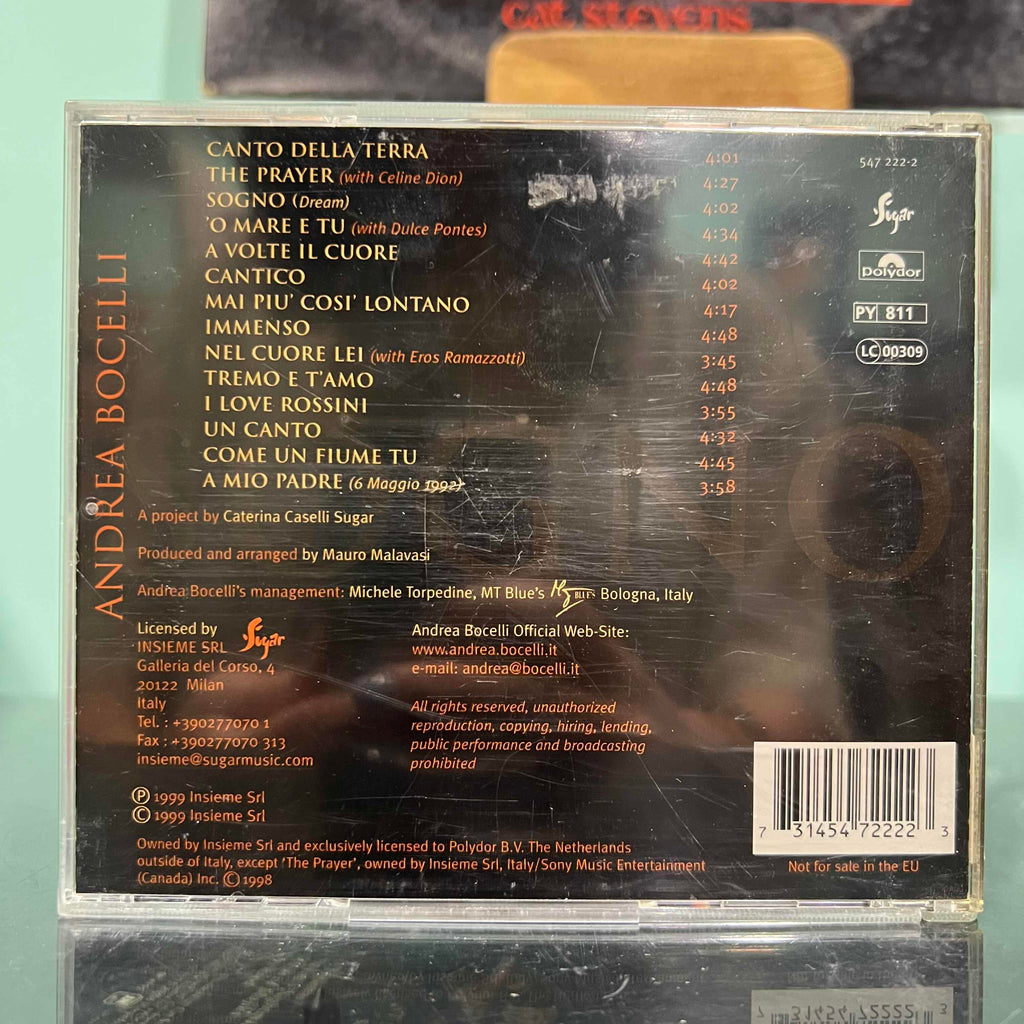 cat stevens
CANTO DELLA TERRA 4:01
THE PRAYER (with Celine Dion) 4:27
SOGNO (Dream) 4:02
'O MARE E TU (with Dulce Pontes) 4:34
A VOLTE IL CUORE 4:42
CANTICO 4:02
MAI PIU' COSI' LONTANO 4:17
IMMENSO 4:48
NEL CUORE LEI (with Eros Ramazzotti) 3:45
TREMO E T'AMO 4:48
I LOVE ROSSINI 3:55
UN CANTO 4:32
COME UN FIUME TU 4:45
A MIO PADRE (6 Maggio 1992) 3:58
547 222-2
Sugar
polydor
PY 811
LC 00309
ANDREA BOCELLI
A project by Caterina Caselli Sugar
Produced and arranged by Mauro Malavasi
Andrea Bocelli's management: Michele Torpedine, MT Blue's BLUE'S Bologna, Italy
Licensed by Sugar
INSIEME SRL
Galleria del Corso, 4
20122 Milan
Italy
Tel. : +390277070 1
Fax : +390277070 313
insieme@sugarmusic.com
Andrea Bocelli Official Web-Site:
www.andrea.bocelli.it
e-mail: andrea@bocelli.it
All rights reserved, unauthorized
reproduction, copying, hiring, lending,
public performance and broadcasting
prohibited
Ⓟ 1999 Insieme Srl
© 1999 Insieme Srl
Owned by Insieme Srl and exclusively licensed to Polydor B.V. The Netherlands
outside of Italy, except 'The Prayer', owned by Insieme Srl, Italy/Sony Music Entertainment
(Canada) Inc. © 1998
7 31454 72222 3
Not for sale in the EU